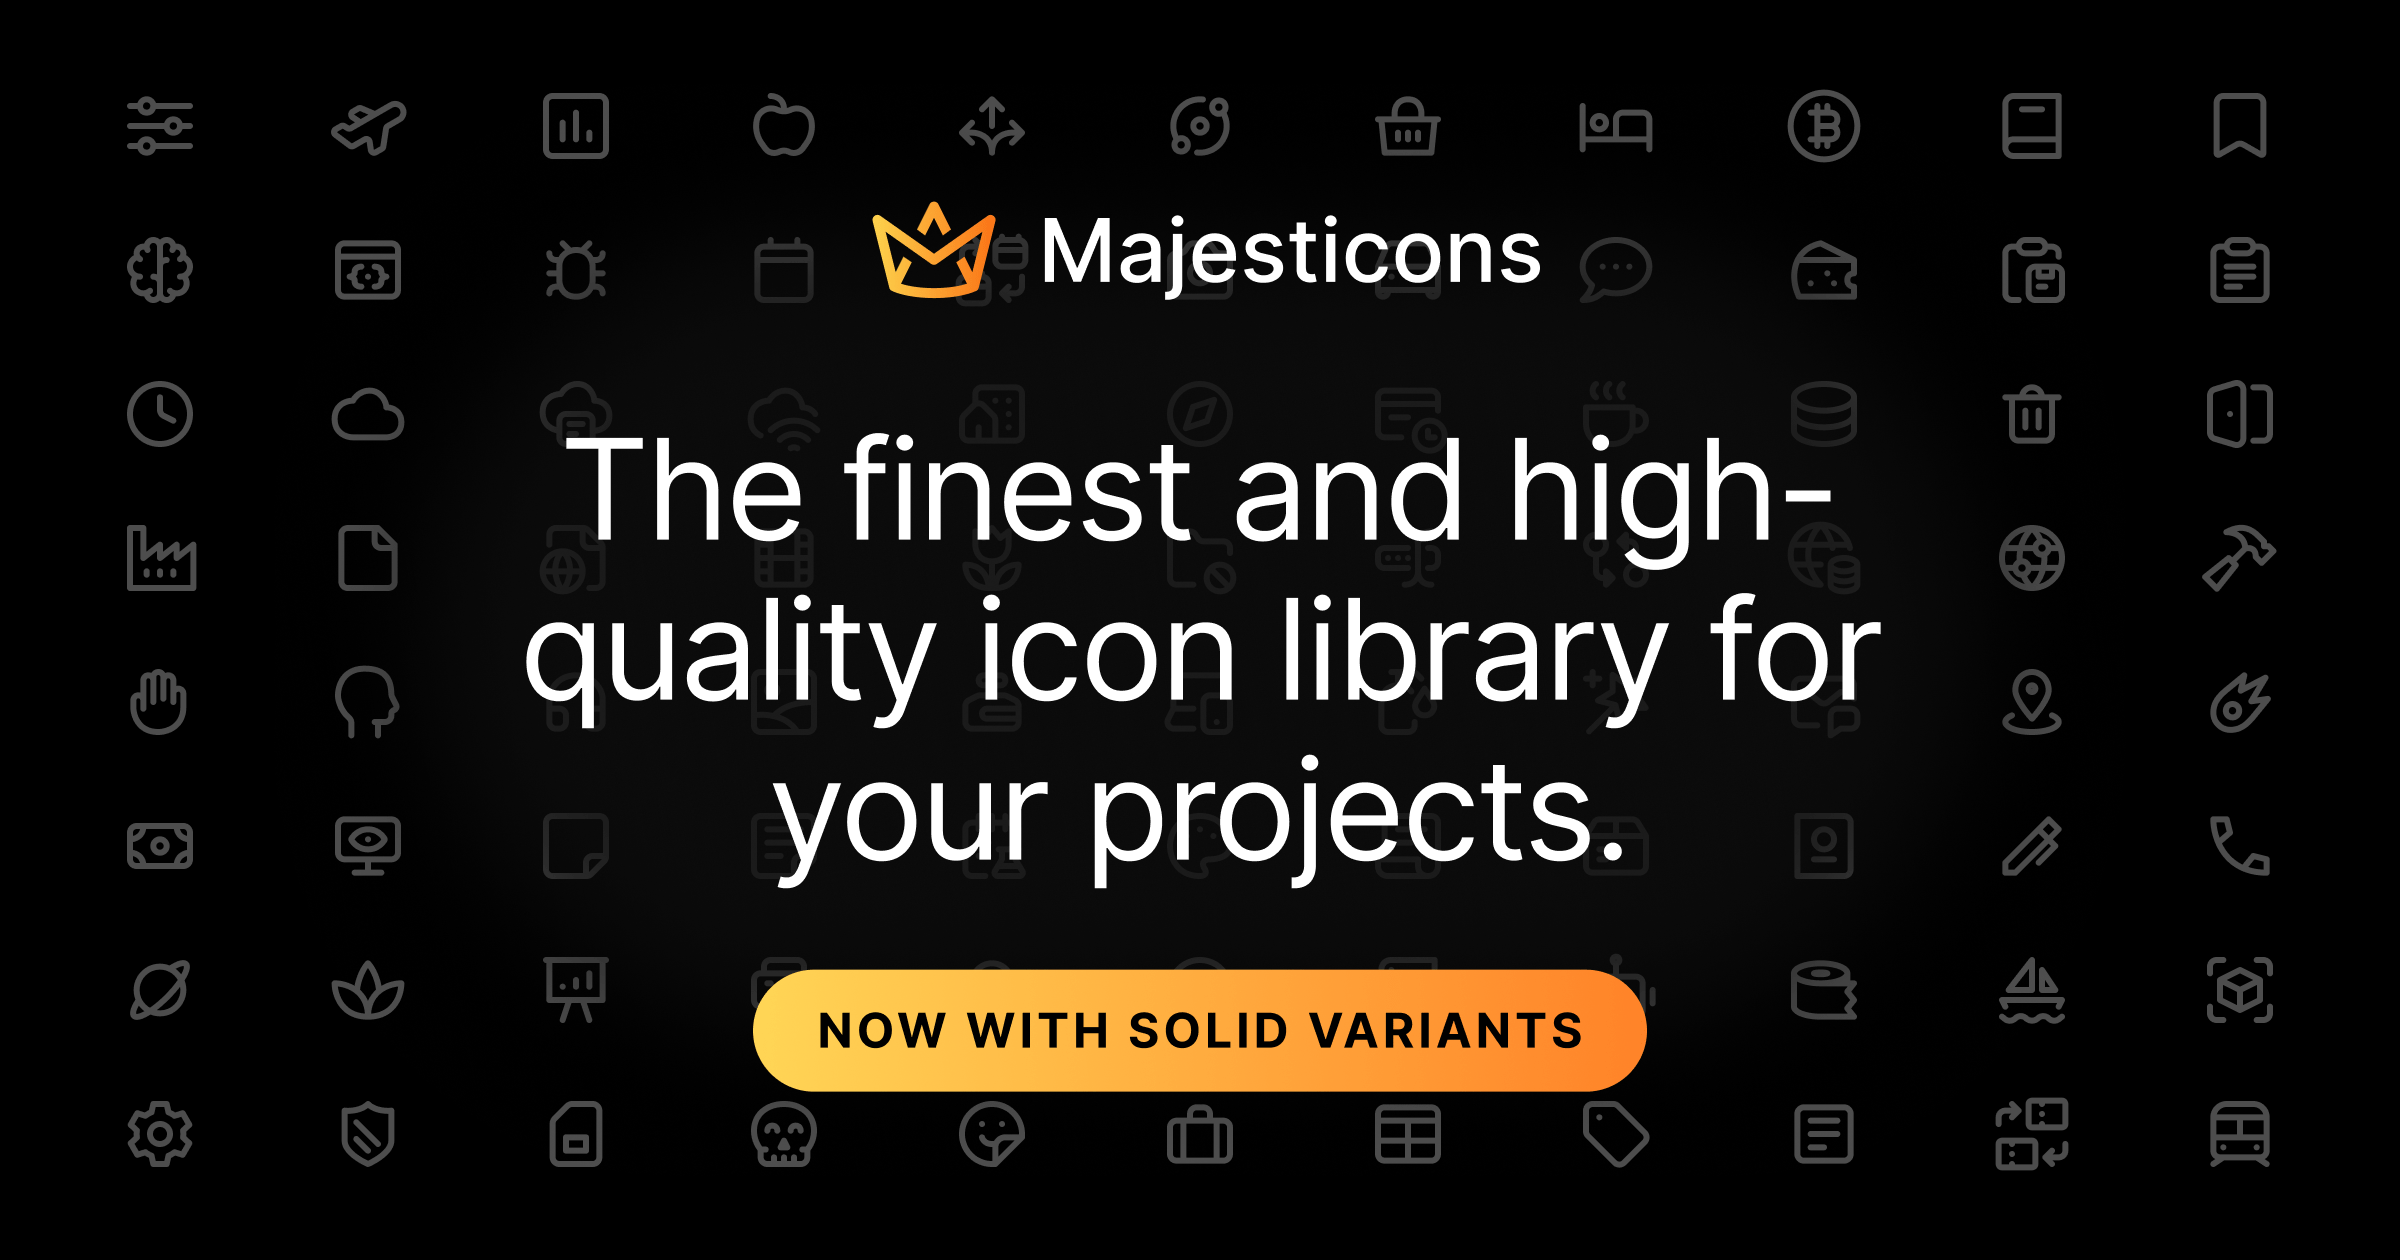 Majesticons
The finest and high-
quality icon library for
your projects.
NOW WITH SOLID VARIANTS